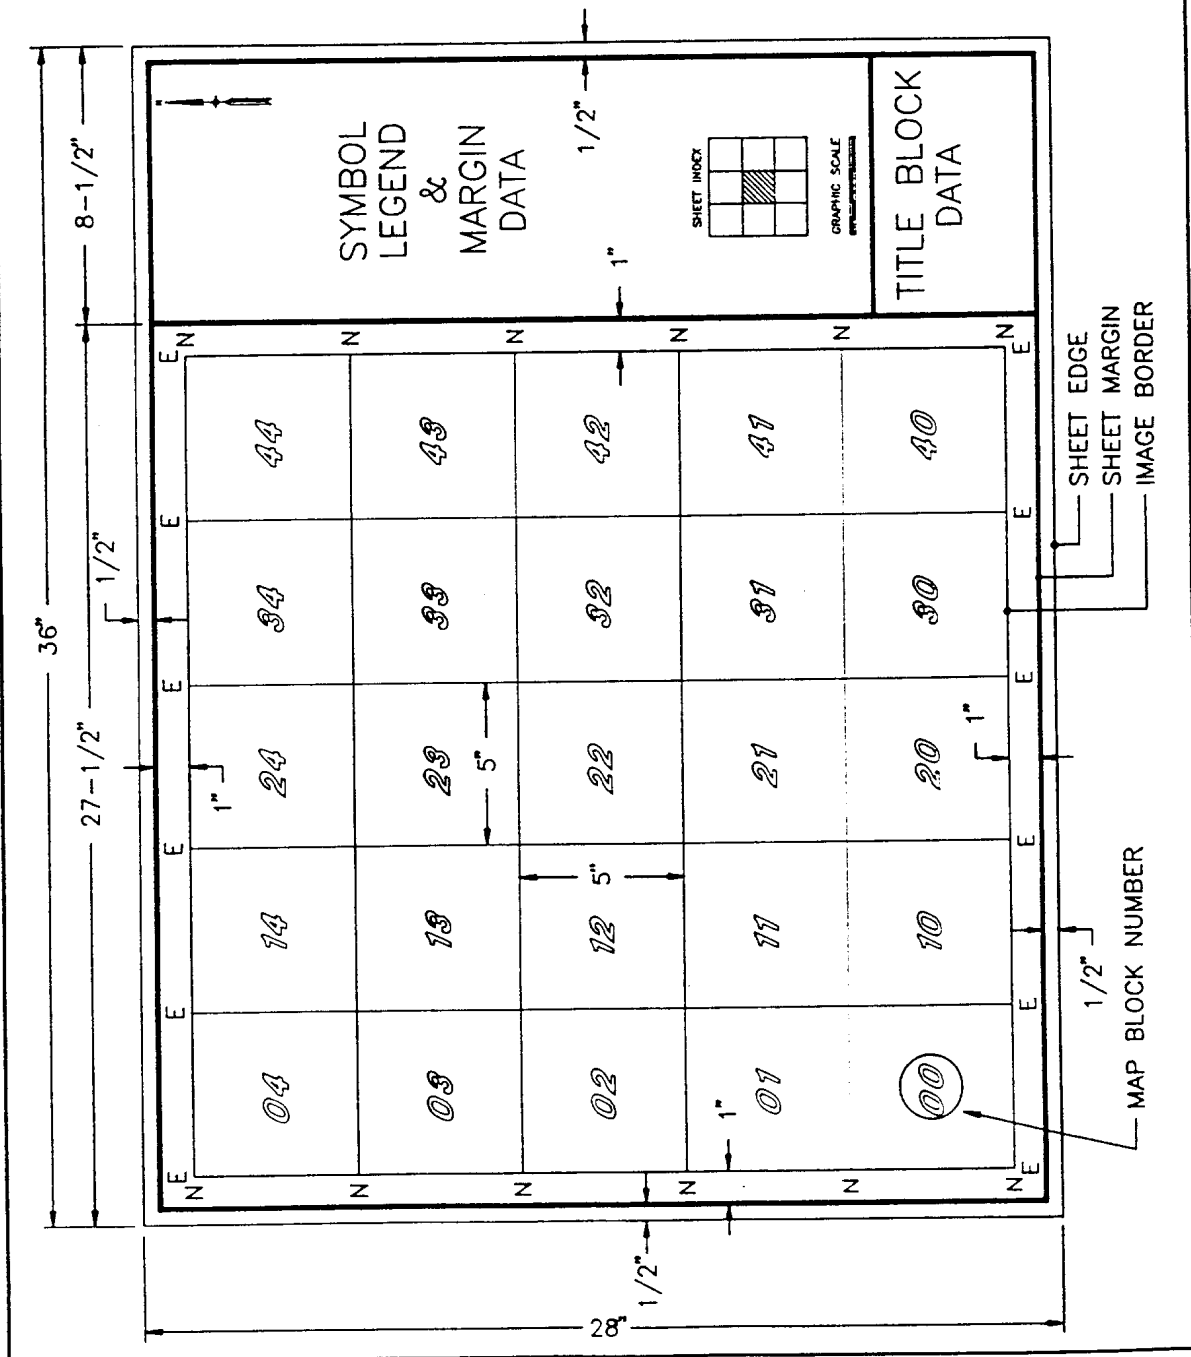 36"
27-1/2"
8-1/2"
1/2"
1"
1/2"
1"
28"
1/2"
1"
1"
1/2"
5"
5"
1"
E
E
E
E
E
E
N
N
N
N
N
N
N
N
N
N
N
N
E
E
E
E
E
E
04
14
24
34
44
03
13
23
33
43
02
12
22
32
42
01
11
21
31
41
00
10
20
30
40
SYMBOL
LEGEND
&
MARGIN
DATA
SHEET INDEX
GRAPHIC SCALE
TITLE BLOCK
DATA
SHEET EDGE
SHEET MARGIN
IMAGE BORDER
MAP BLOCK NUMBER